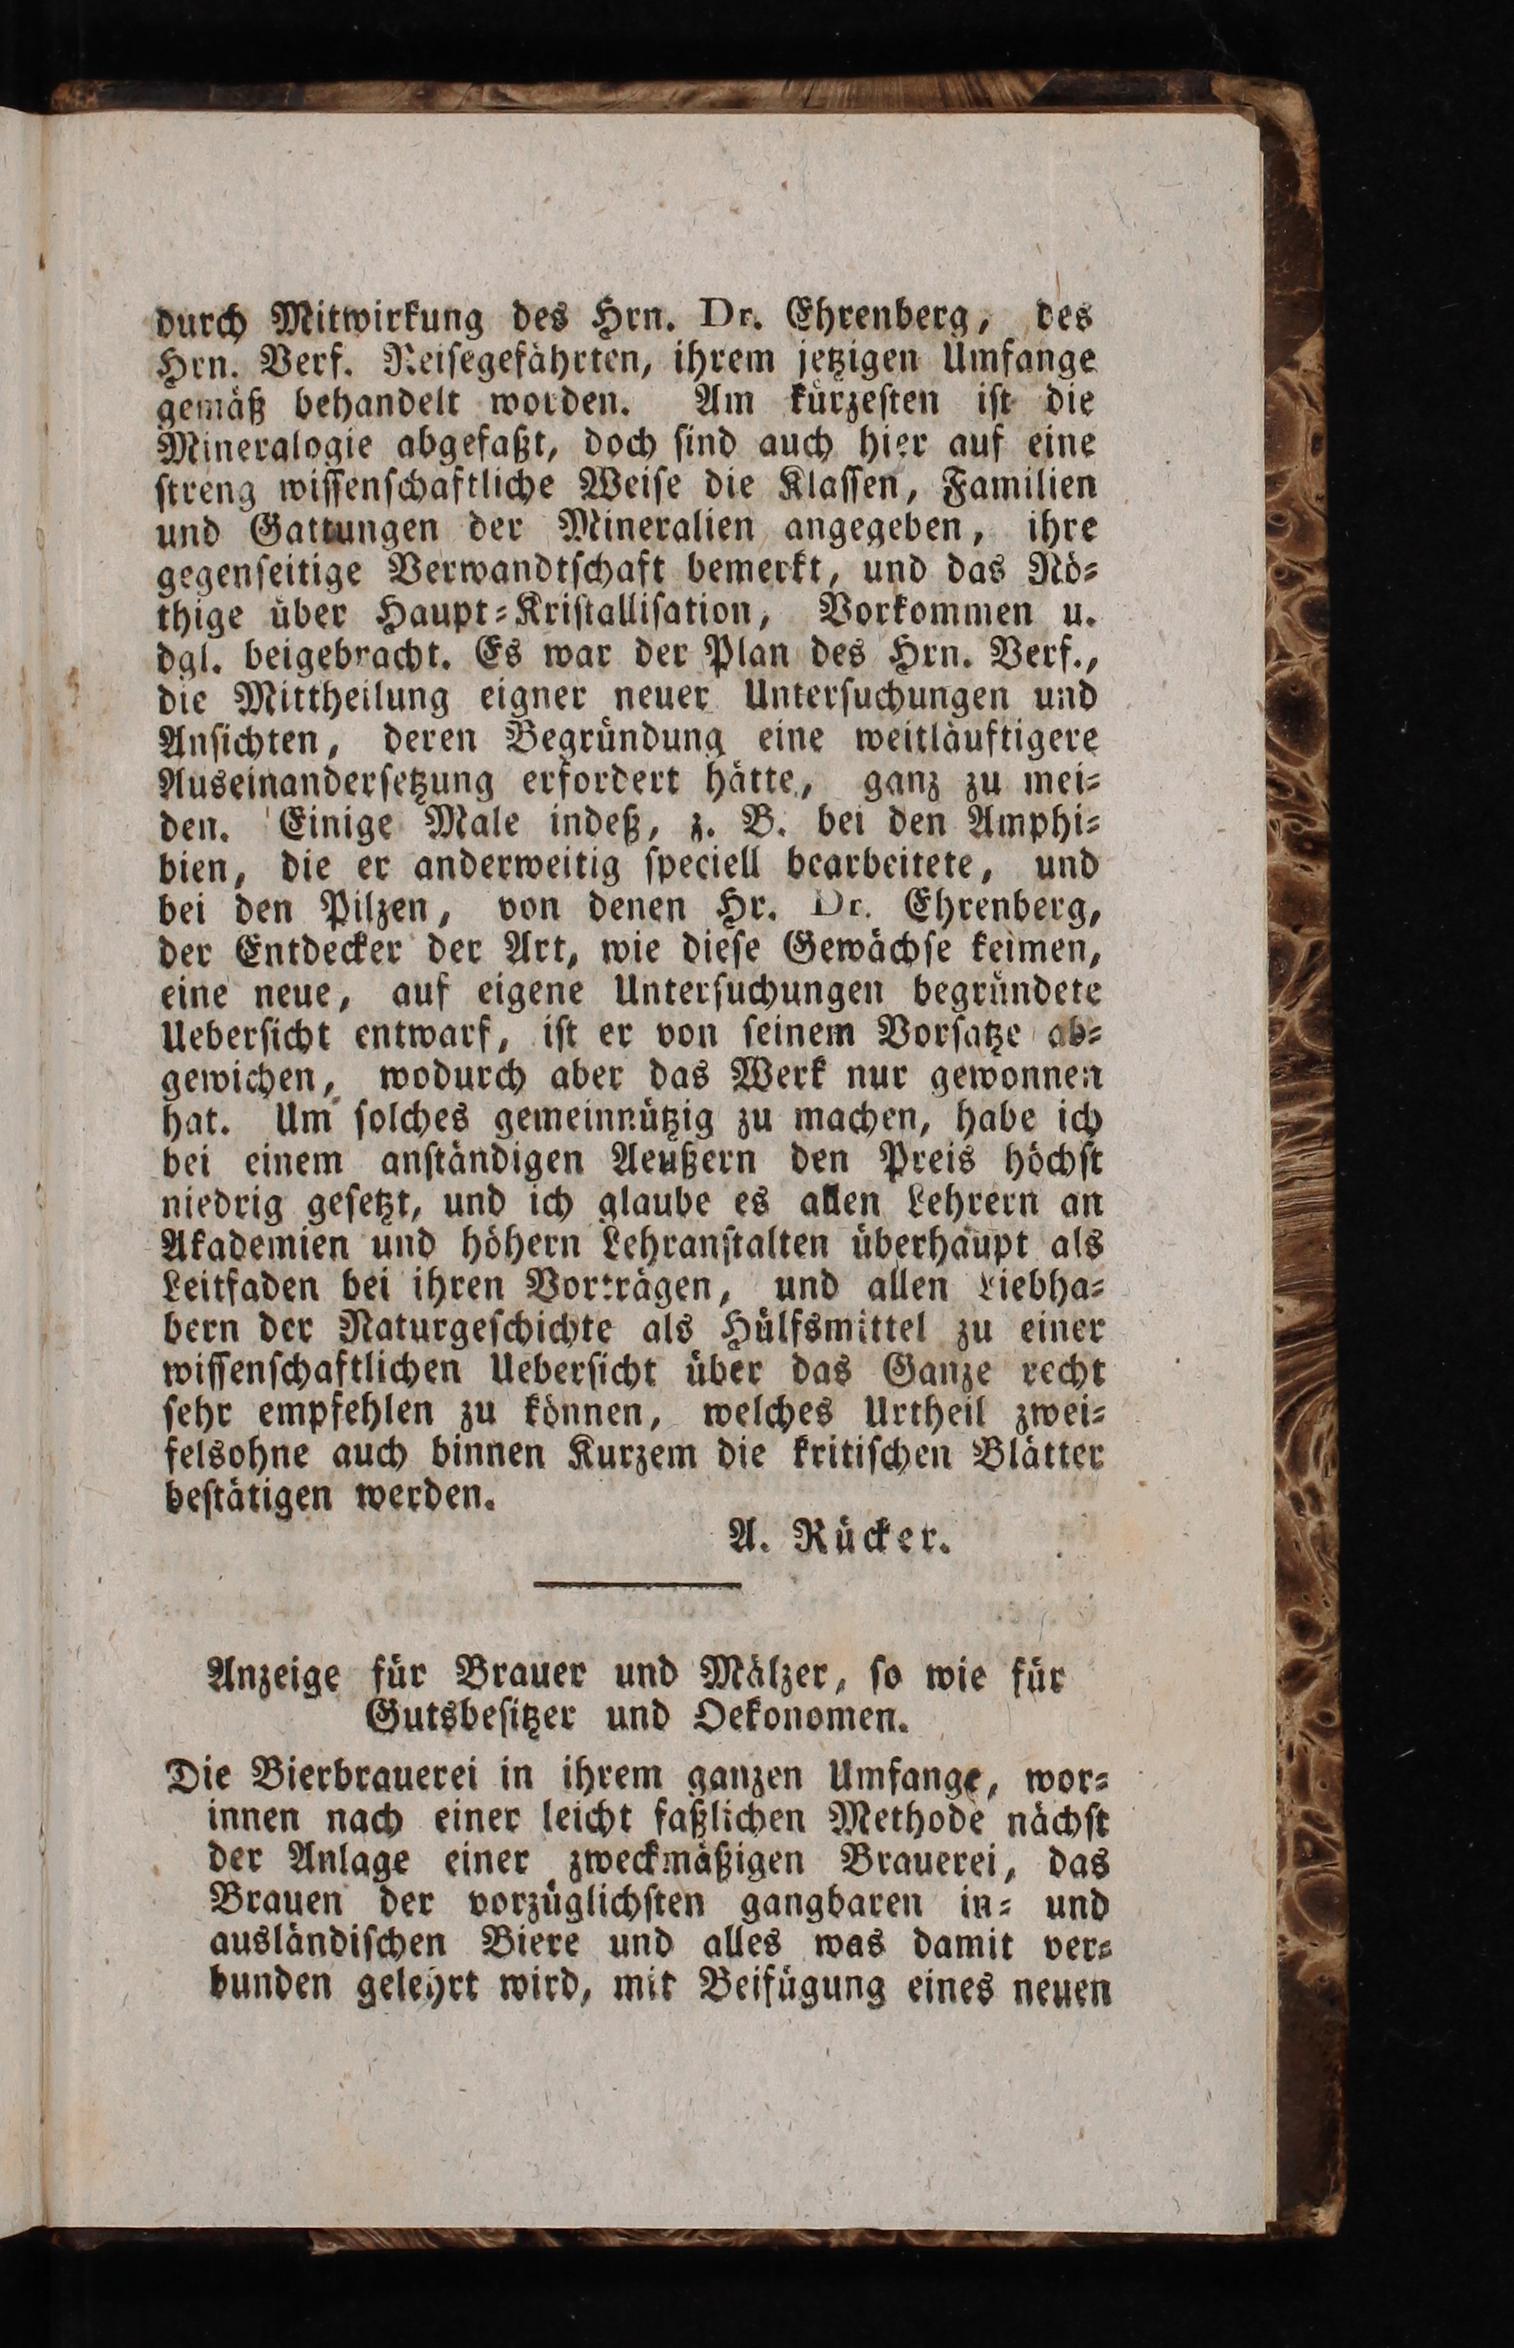 durch Mitwirkung des Hrn. Dr. Ehrenberg, des
Hrn. Verf. Reiſegefährten, ihrem jetzigen Umfange
gemäß behandelt worden. Am kürzeſten iſt die
Mineralogie abgefaßt, doch ſind auch hier auf eine
ſtreng wiſſenſchaftliche Weiſe die Klaſſen, Familien
und Gattungen der Mineralien angegeben, ihre
gegenſeitige Verwandtſchaft bemerkt, und das Nö⸗
thige über Haupt⸗Kriſtalliſation, Vorkommen u.
dgl. beigebracht. Es war der Plan des Hrn. Verf.,
die Mittheilung eigner neuer Unterſuchungen und
Anſichten, deren Begründung eine weitläuftigere
Auseinanderſetzung erfordert hätte, ganz zu mei⸗
den. Einige Male indeß, z. B. bei den Amphi⸗
bien, die er anderweitig ſpeciell bearbeitete, und
bei den Pilzen, von denen Hr. Dr. Ehrenberg,
der Entdecker der Art, wie dieſe Gewächſe keimen,
eine neue, auf eigene Unterſuchungen begründete
Ueberſicht entwarf, iſt er von ſeinem Vorſatze ab⸗
gewichen, wodurch aber das Werk nur gewonnen
hat. Um ſolches gemeinnützig zu machen, habe ich
bei einem anſtändigen Aeußern den Preis höchſt
niedrig geſetzt, und ich glaube es allen Lehrern an
Akademien und höhern Lehranſtalten überhaupt als
Leitfaden bei ihren Vorträgen, und allen Liebha⸗
bern der Naturgeſchichte als Hülfsmittel zu einer
wiſſenſchaftlichen Ueberſicht über das Ganze recht
ſehr empfehlen zu können, welches Urtheil zwei⸗
felsohne auch binnen Kurzem die kritiſchen Blätter
beſtätigen werden.
A. Rücker.
Anzeige für Brauer und Mälzer, ſo wie für
Gutsbeſitzer und Oekonomen.
Die Bierbrauerei in ihrem ganzen Umfange, wor⸗
innen nach einer leicht faßlichen Methode nächſt
der Anlage einer zweckmäßigen Brauerei, das
Brauen der vorzüglichſten gangbaren in⸗ und
ausländiſchen Biere und alles was damit ver⸗
bunden gelehrt wird, mit Beifügung eines neuen